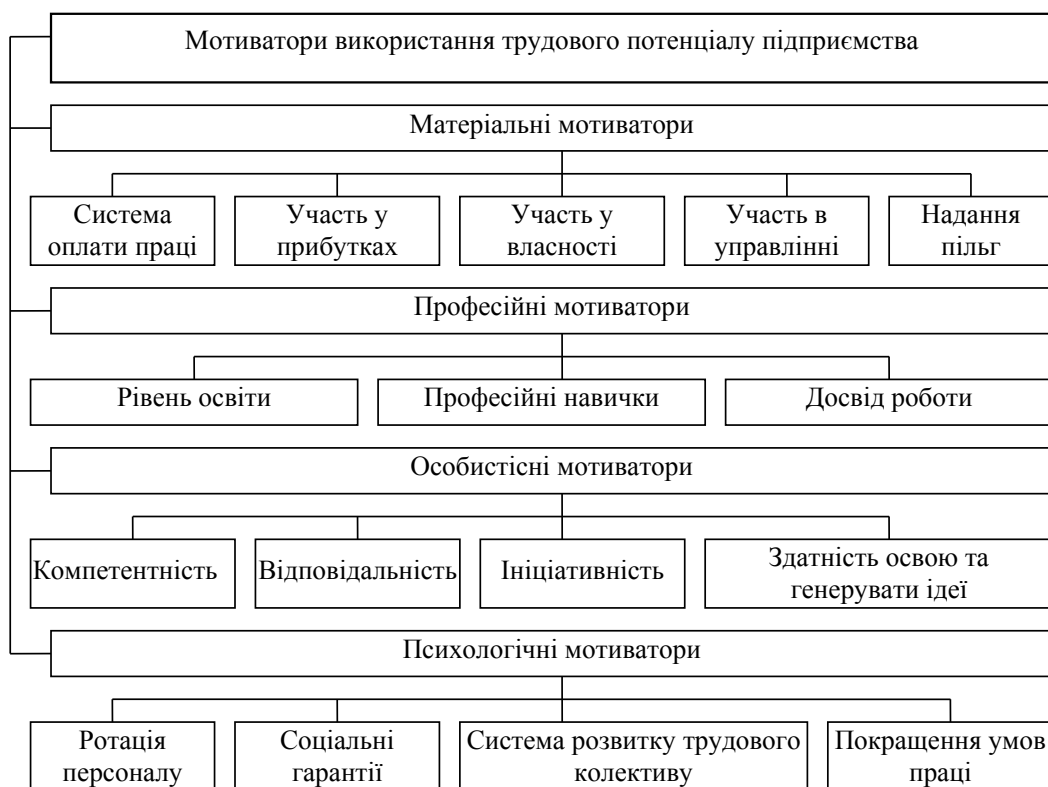 Мотиватори використання трудового потенціалу підприємства
Матеріальні мотиватори
Система
оплати праці
Участь у
прибутках
Участь у
власності
Участь в
управлінні
Надання
пільг
Професійні мотиватори
Рівень освіти
Професійні навички
Досвід роботи
Особистісні мотиватори
Компетентність
Відповідальність
Ініціативність
Здатність освою та
генерувати ідеї
Психологічні мотиватори
Ротація
персоналу
Соціальні
гарантії
Система розвитку трудового
колективу
Покращення умов
праці